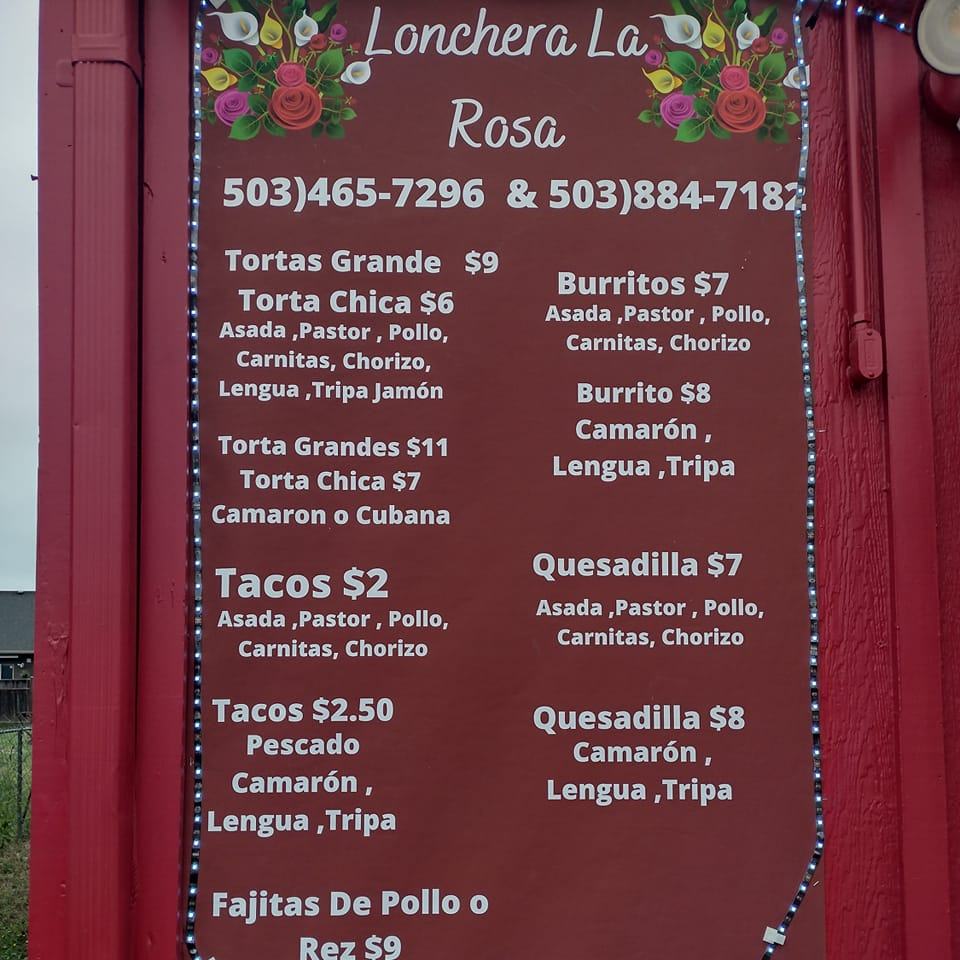 Lonchera La
Rosa
503)465-7296 & 503)884-7182
Tortas Grande $9
Torta Chica $6
Asada ,Pastor , Pollo,
Carnitas, Chorizo,
Lengua ,Tripa Jamón
Torta Grandes $11
Torta Chica $7
Camaron o Cubana
Tacos $2
Asada ,Pastor , Pollo,
Carnitas, Chorizo
Tacos $2.50
Pescado
Camarón ,
Lengua ,Tripa
Fajitas De Pollo o
Rez $9
Burritos $7
Asada ,Pastor , Pollo,
Carnitas, Chorizo
Burrito $8
Camarón ,
Lengua ,Tripa
Quesadilla $7
Asada ,Pastor , Pollo,
Carnitas, Chorizo
Quesadilla $8
Camarón ,
Lengua ,Tripa